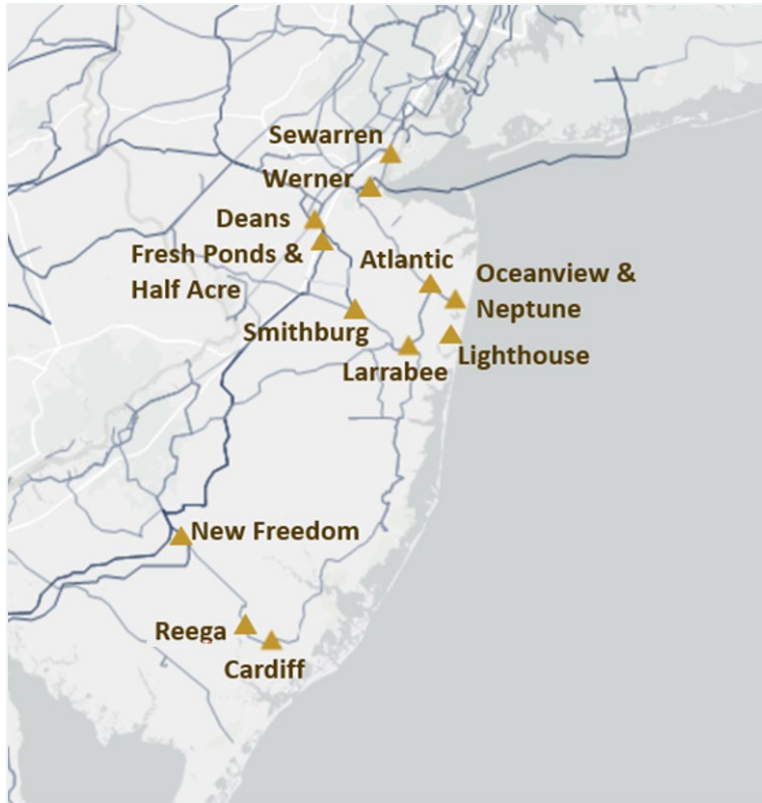 Sewarren
Werner
Deans
Fresh Ponds &
Half Acre
Atlantic
Oceanview &
Neptune
Smithburg
Lighthouse
Larrabee
New Freedom
Reega
Cardiff